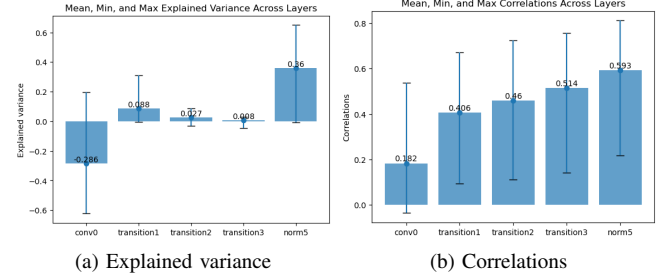 Mean, Min, and Max Explained Variance Across Layers
Explained variance
0.6
0.4
0.2
0.0
−0.2
−0.4
−0.6
-0.286
0.088
0.027
0.008
0.36
conv0 transition1 transition2 transition3 norm5
(a) Explained variance
Mean, Min, and Max Correlations Across Layers
Correlations
0.8
0.6
0.4
0.2
0.0
0.182
0.406
0.46
0.514
0.593
conv0 transition1 transition2 transition3 norm5
(b) Correlations